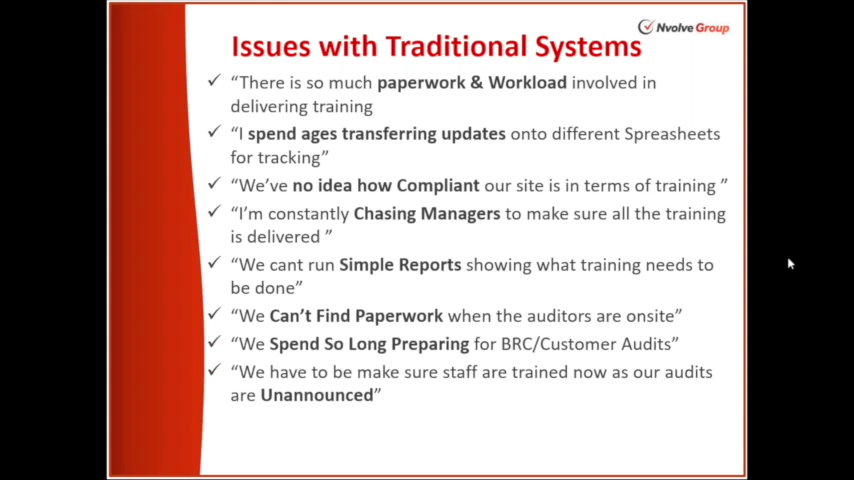 Nvolve Group
Issues with Traditional Systems
✓ “There is so much paperwork & Workload involved in
delivering training
✓ “I spend ages transferring updates onto different Spreasheets
for tracking”
✓ “We’ve no idea how Compliant our site is in terms of training ”
✓ “I’m constantly Chasing Managers to make sure all the training
is delivered ”
✓ “We cant run Simple Reports showing what training needs to
be done”
✓ “We Can’t Find Paperwork when the auditors are onsite”
✓ “We Spend So Long Preparing for BRC/Customer Audits”
✓ “We have to be make sure staff are trained now as our audits
are Unannounced”